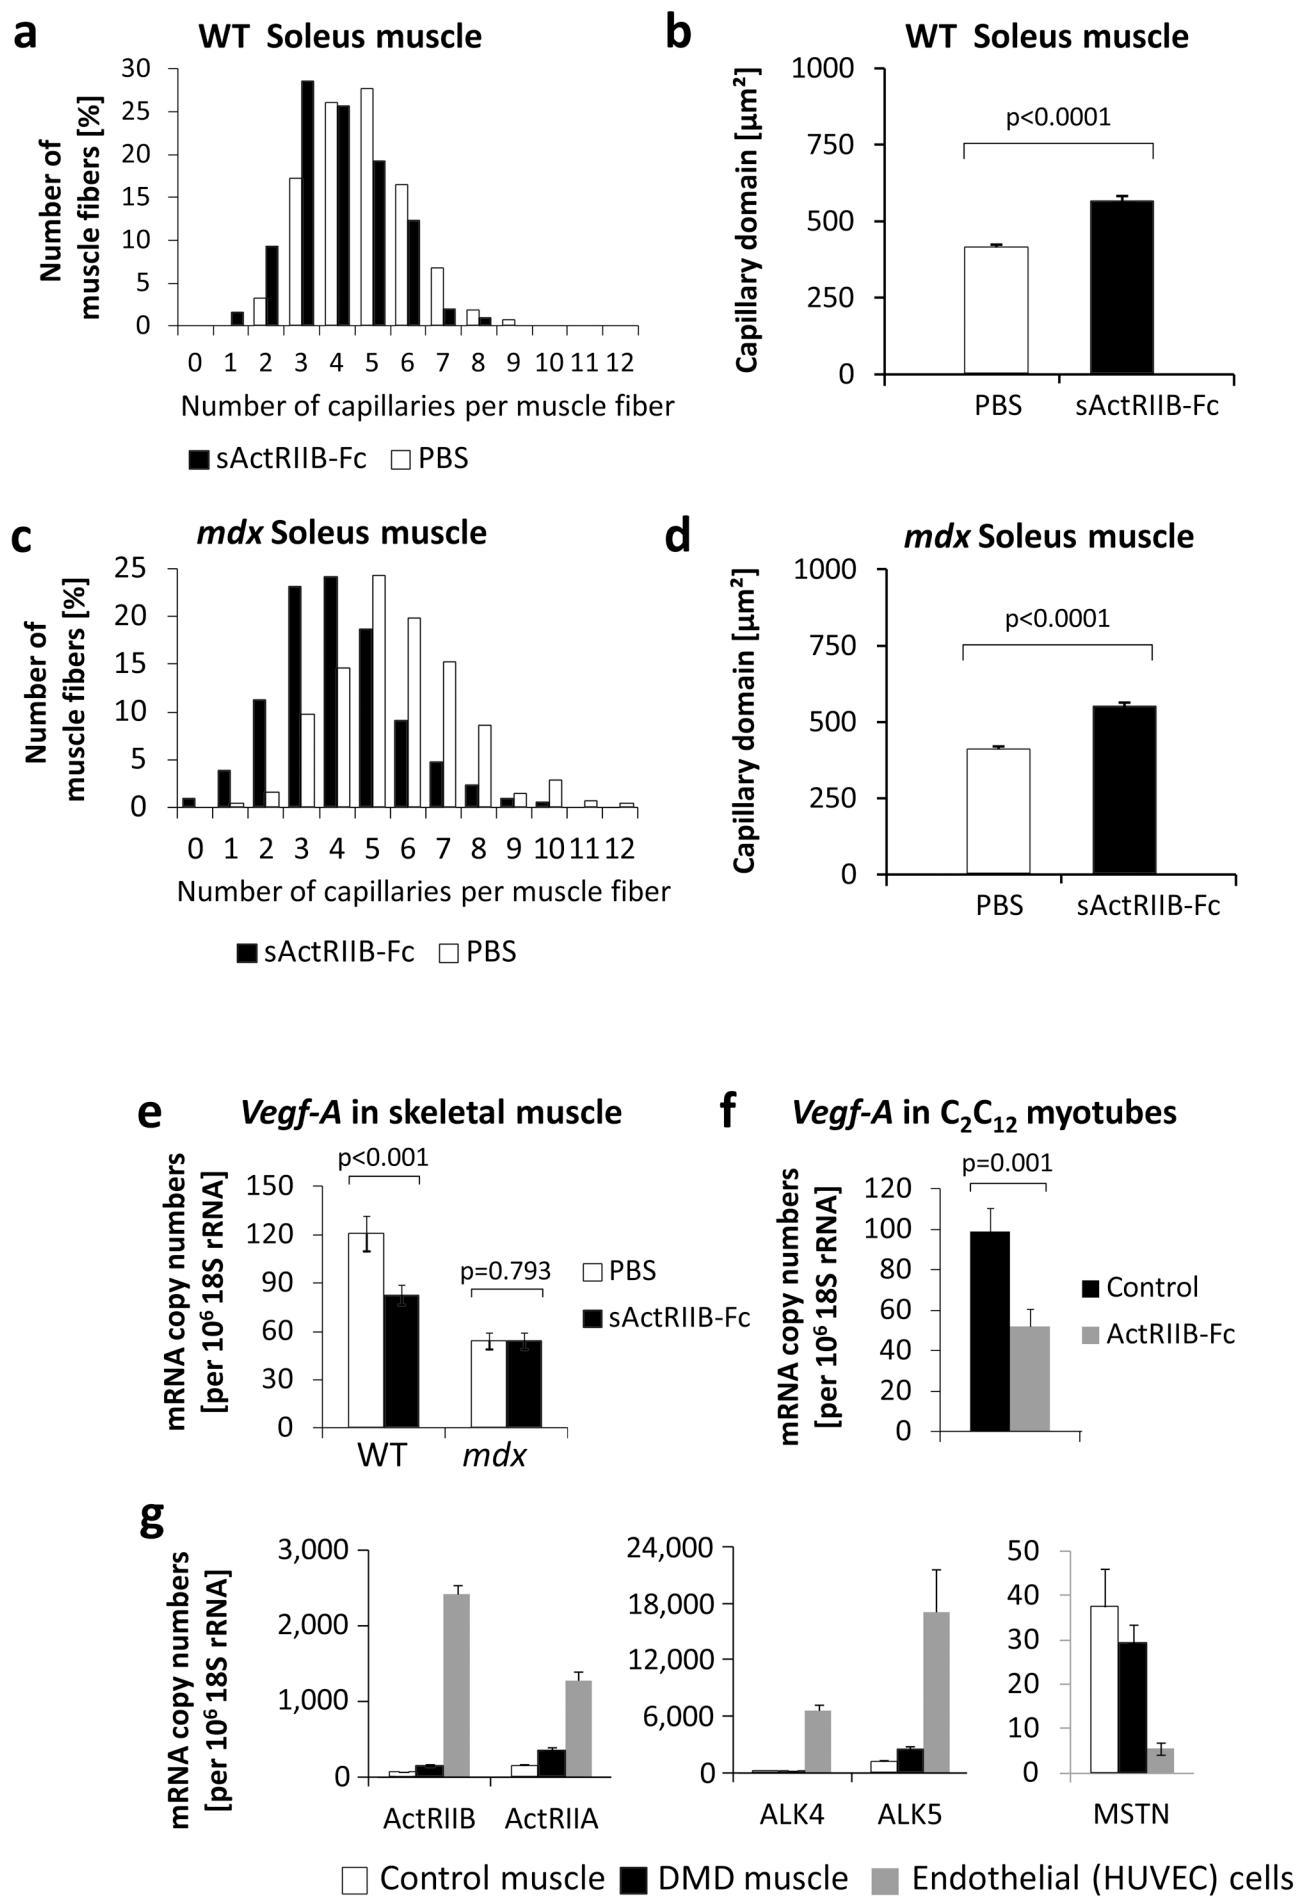 a
WT Soleus muscle
Number of
muscle fibers [%]
30
25
20
15
10
5
0
0 1 2 3 4 5 6 7 8 9 10 11 12
Number of capillaries per muscle fiber
sActRIIB-Fc PBS
b
WT Soleus muscle
Capillary domain [µm²]
1000
750
500
250
0
p<0.0001
PBS sActRIIB-Fc
c
mdx Soleus muscle
Number of
muscle fibers [%]
25
20
15
10
5
0
0 1 2 3 4 5 6 7 8 9 10 11 12
Number of capillaries per muscle fiber
sActRIIB-Fc PBS
d
mdx Soleus muscle
Capillary domain [µm²]
1000
750
500
250
0
p<0.0001
PBS sActRIIB-Fc
e
Vegf-A in skeletal muscle
mRNA copy numbers
[per 10⁶ 18S rRNA]
150
120
90
60
30
0
p<0.001
p=0.793
WT mdx
PBS
sActRIIB-Fc
f
Vegf-A in C₂C₁₂ myotubes
mRNA copy numbers
[per 10⁶ 18S rRNA]
120
100
80
60
40
20
0
p=0.001
Control
ActRIIB-Fc
g
mRNA copy numbers
[per 10⁶ 18S rRNA]
3,000
2,000
1,000
0
ActRIIB ActRIIA
24,000
18,000
12,000
6,000
0
ALK4 ALK5
50
40
30
20
10
0
MSTN
Control muscle DMD muscle Endothelial (HUVEC) cells